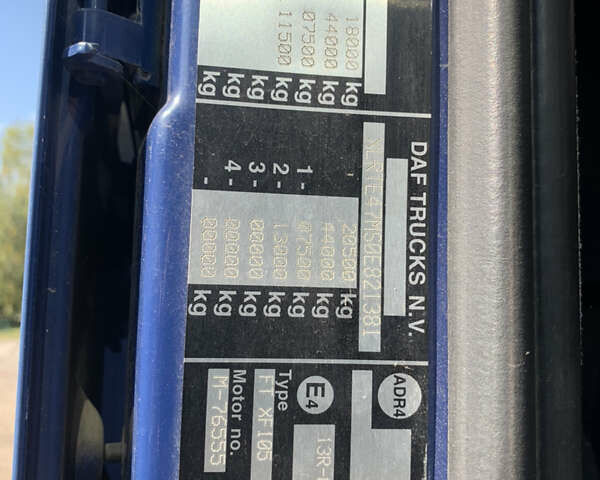 DAF TRUCKS N.V.
XLRTE47MS0E821381
20500 kg
44000 kg
1- 07500 kg
2- 13000 kg
3- 00000 kg
4- 00000 kg
00000 kg
18000 kg
44000 kg
07500 kg
11500 kg
kg
kg
ADR4
E4 13R-
Type FT XF105
Motor no. M-76555